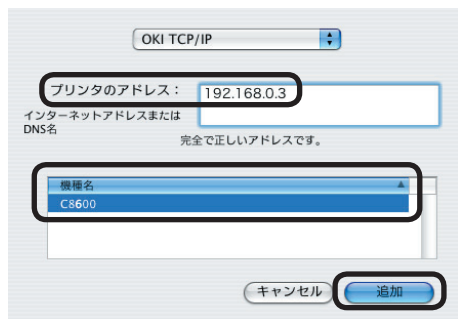 OKI TCP/IP
プリンタのアドレス： 192.168.0.3
インターネットアドレスまたは
DNS名
完全で正しいアドレスです。
機種名
C8600
キャンセル 追加